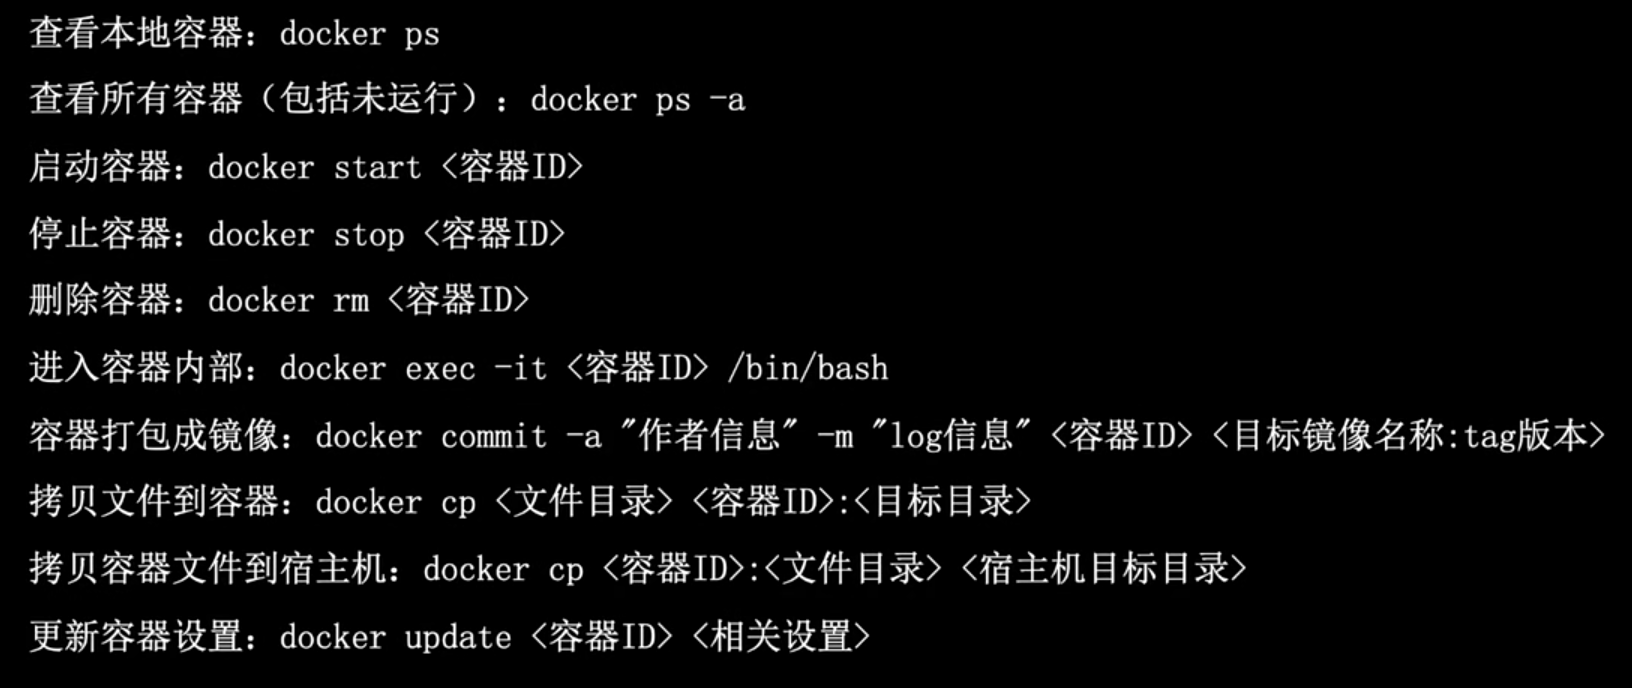 查看本地容器：docker ps
查看所有容器（包括未运行）：docker ps -a
启动容器：docker start <容器ID>
停止容器：docker stop <容器ID>
删除容器：docker rm <容器ID>
进入容器内部：docker exec -it <容器ID> /bin/bash
容器打包成镜像：docker commit -a "作者信息" -m "log信息" <容器ID> <目标镜像名称:tag版本>
拷贝文件到容器：docker cp <文件目录> <容器ID>:<目标目录>
拷贝容器文件到宿主机：docker cp <容器ID>:<文件目录> <宿主机目标目录>
更新容器设置：docker update <容器ID> <相关设置>